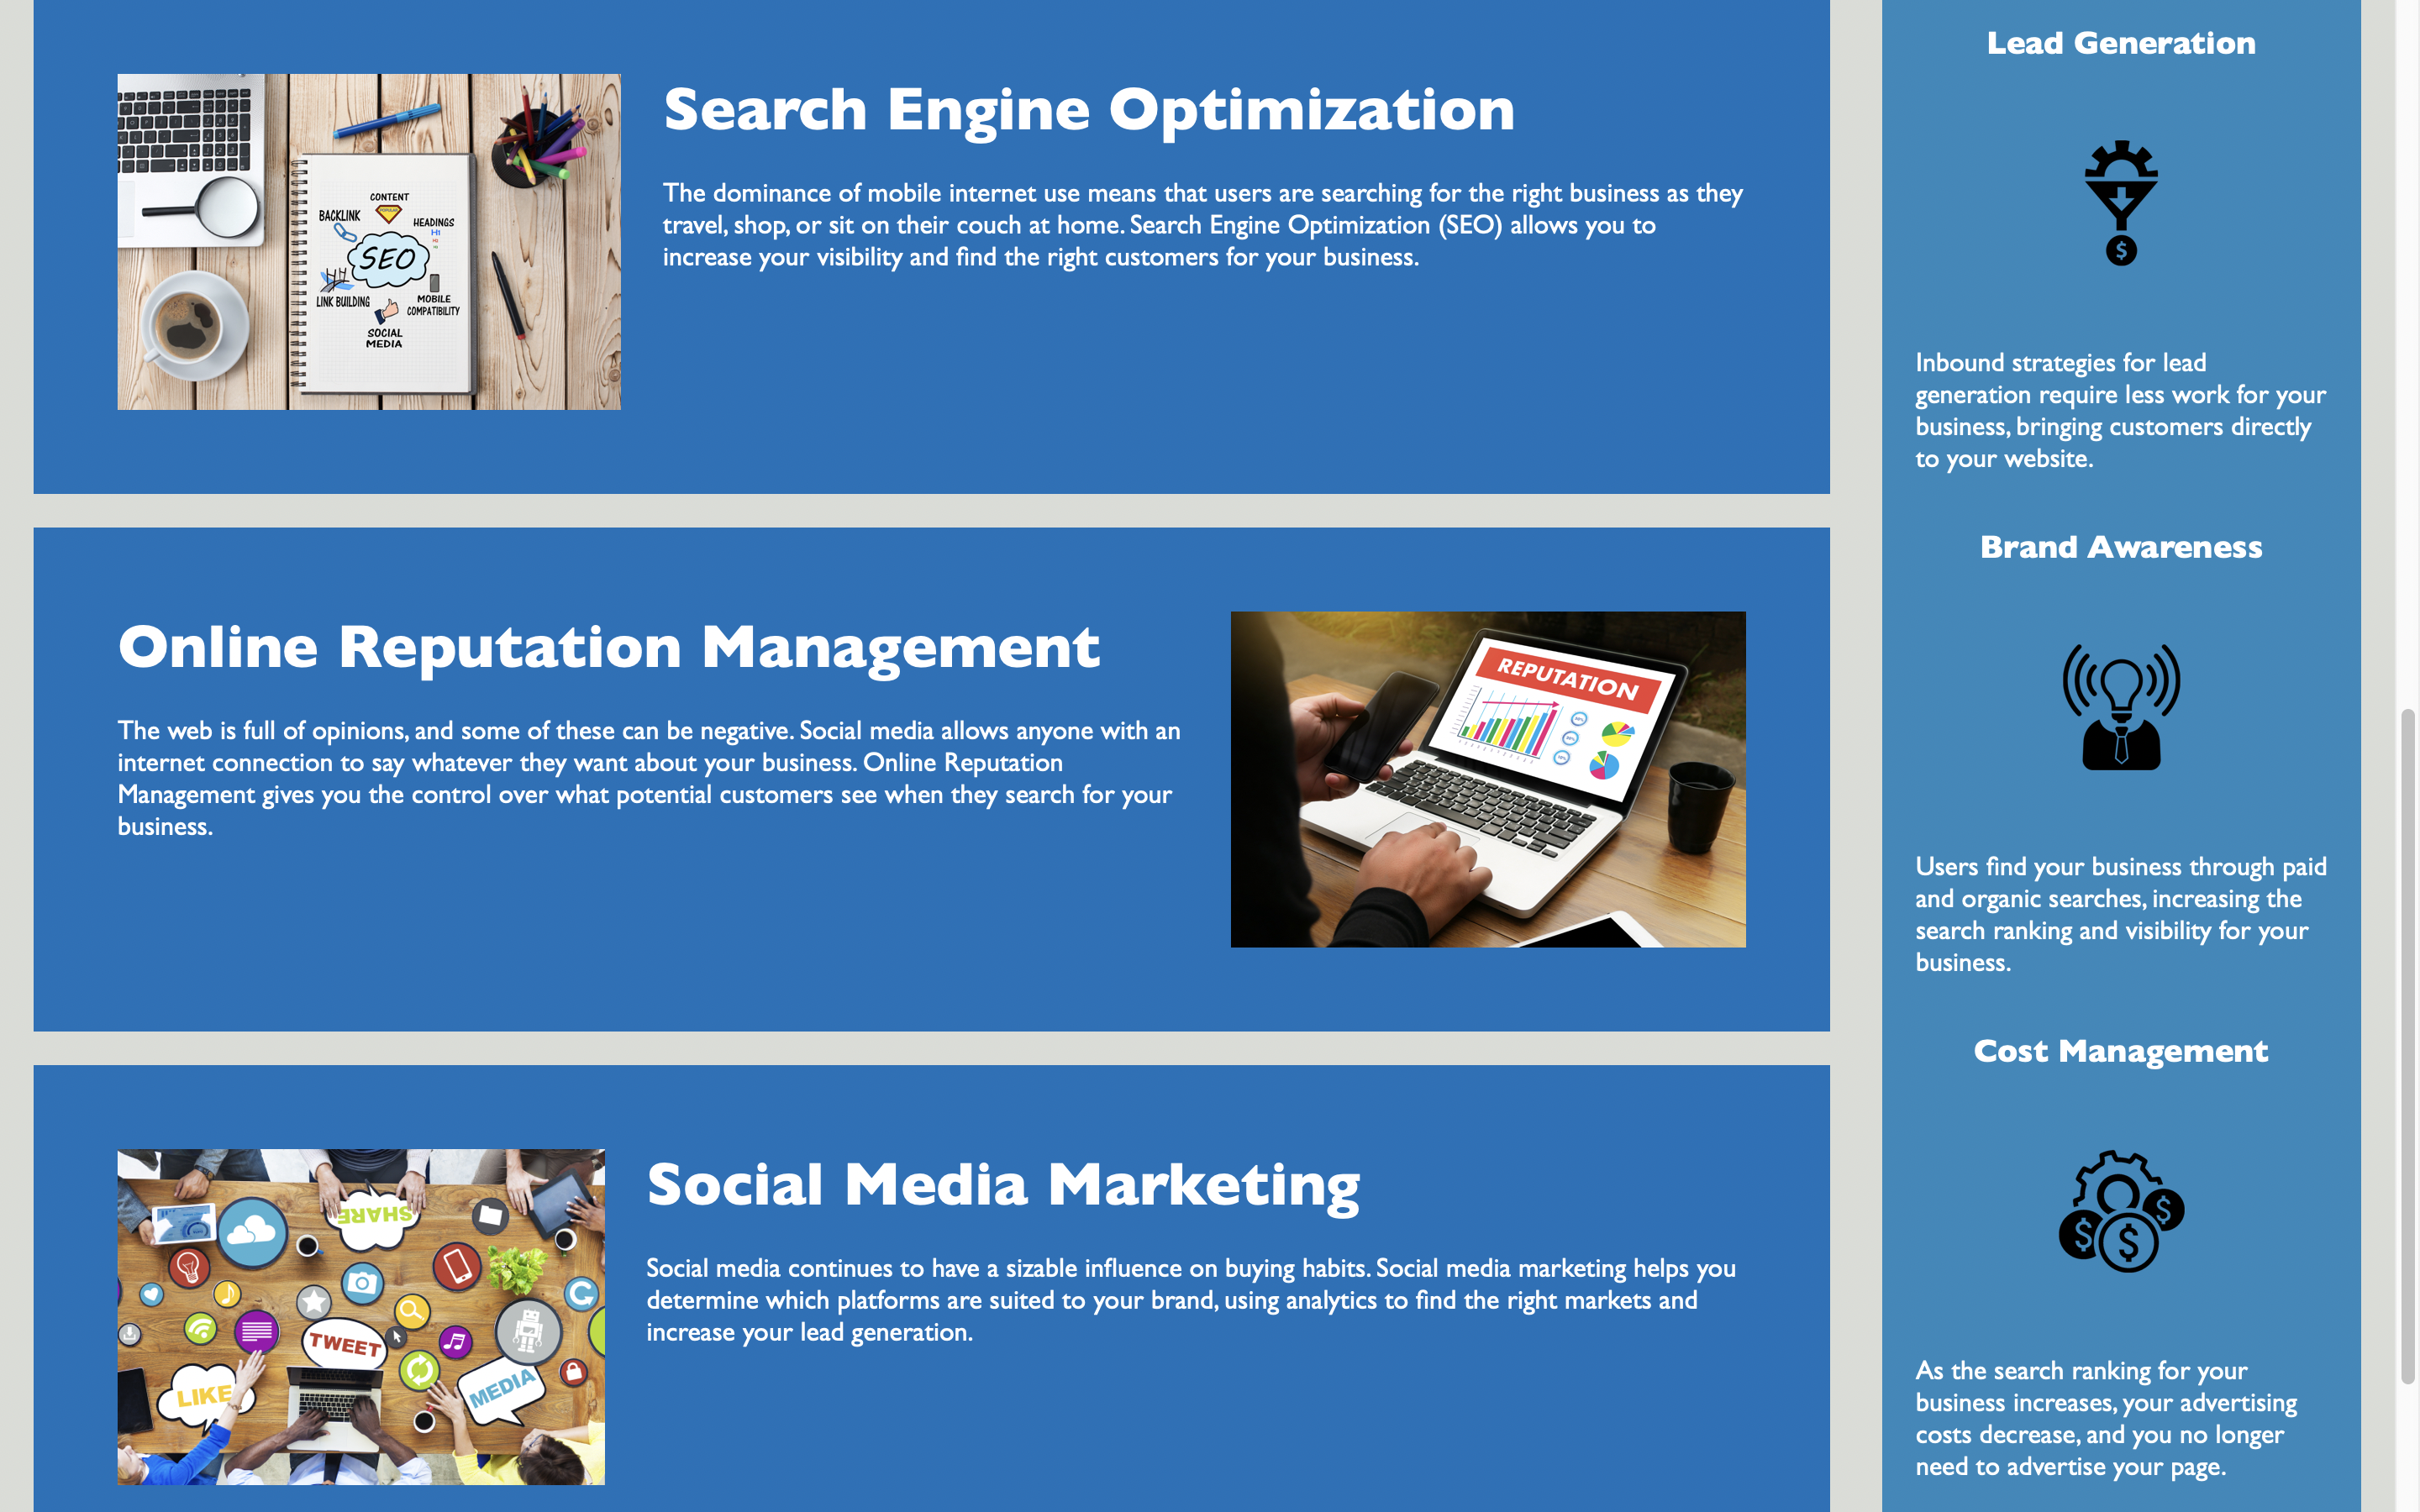 Search Engine Optimization
The dominance of mobile internet use means that users are searching for the right business as they
travel, shop, or sit on their couch at home. Search Engine Optimization (SEO) allows you to
increase your visibility and find the right customers for your business.
CONTENT
BACKLINK
HEADINGS
H1
SEO
LINK BUILDING
MOBILE
COMPATIBILITY
SOCIAL
MEDIA
Online Reputation Management
The web is full of opinions, and some of these can be negative. Social media allows anyone with an
internet connection to say whatever they want about your business. Online Reputation
Management gives you the control over what potential customers see when they search for your
business.
REPUTATION
Social Media Marketing
Social media continues to have a sizable influence on buying habits. Social media marketing helps you
determine which platforms are suited to your brand, using analytics to find the right markets and
increase your lead generation.
SHARE
TWEET
LIKE
MEDIA
Lead Generation
$
Inbound strategies for lead
generation require less work for your
business, bringing customers directly
to your website.
Brand Awareness
Users find your business through paid
and organic searches, increasing the
search ranking and visibility for your
business.
Cost Management
$ $ $
As the search ranking for your
business increases, your advertising
costs decrease, and you no longer
need to advertise your page.